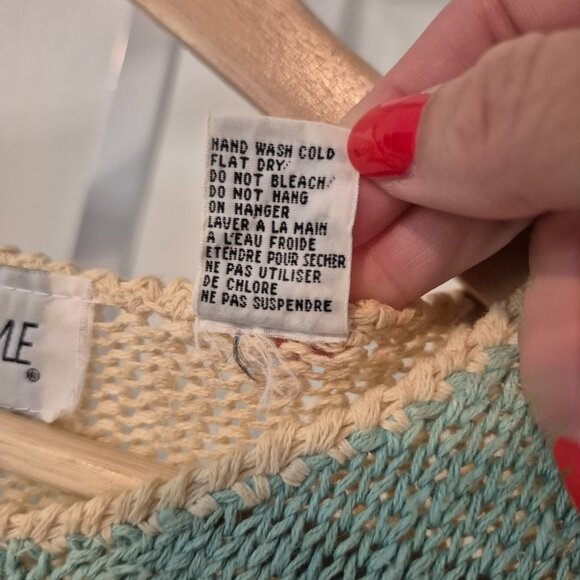 HAND WASH COLD
FLAT DRY
DO NOT BLEACH
DO NOT HANG
ON HANGER
LAVER A LA MAIN
A L'EAU FROIDE
ETENDRE POUR SECHER
NE PAS UTILISER
DE CHLORE
NE PAS SUSPENDRE
®